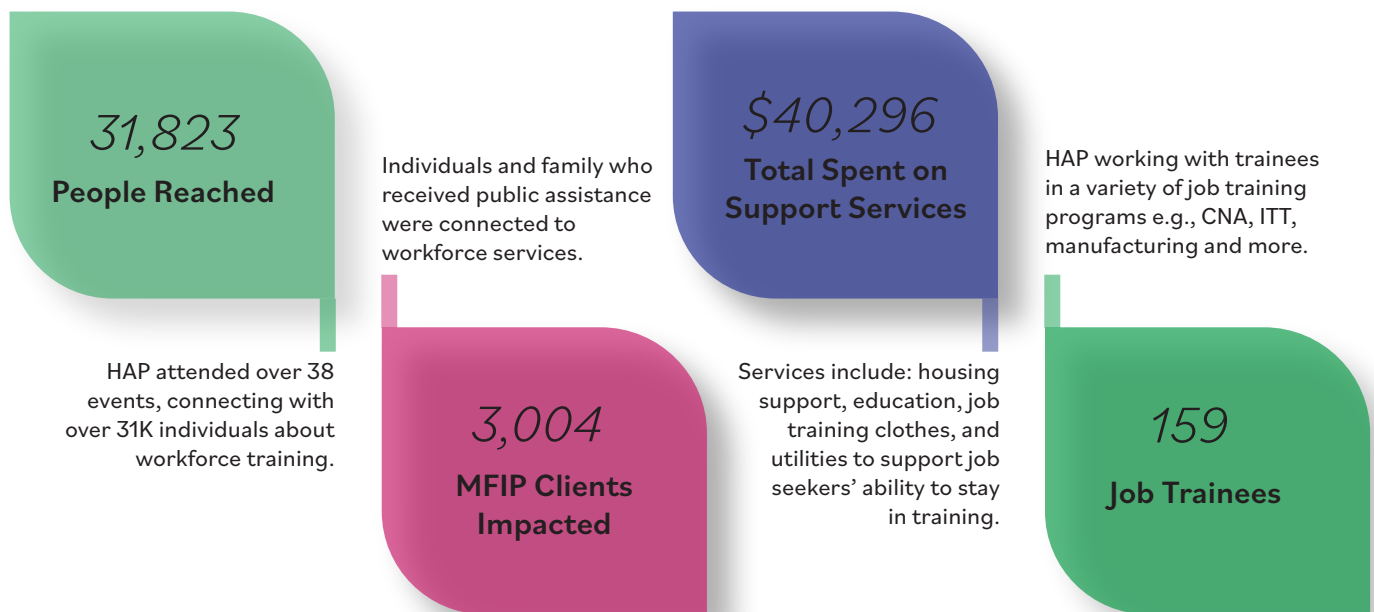 31,823
People Reached
HAP attended over 38
events, connecting with
over 31K individuals about
workforce training.
Individuals and family who
received public assistance
were connected to
workforce services.
3,004
MFIP Clients
Impacted
$40,296
Total Spent on
Support Services
Services include: housing
support, education, job
training clothes, and
utilities to support job
seekers’ ability to stay
in training.
HAP working with trainees
in a variety of job training
programs e.g., CNA, ITT,
manufacturing and more.
159
Job Trainees